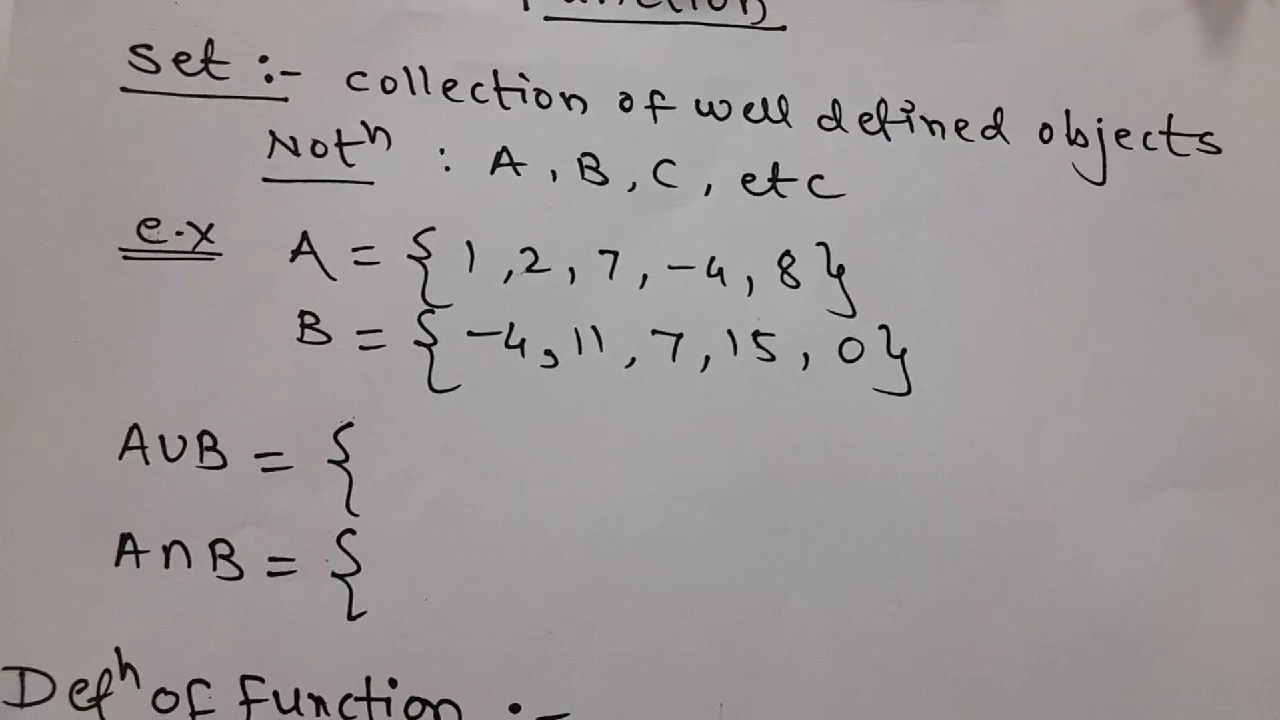 Function
Set :- collection of well defined objects
Notⁿ : A, B, C, etc
e.x A = { 1, 2, 7, -4, 8}
B = { -4, 11, 7, 15, 0}
A∪B = {
A∩B = {
Defⁿ of Function :-